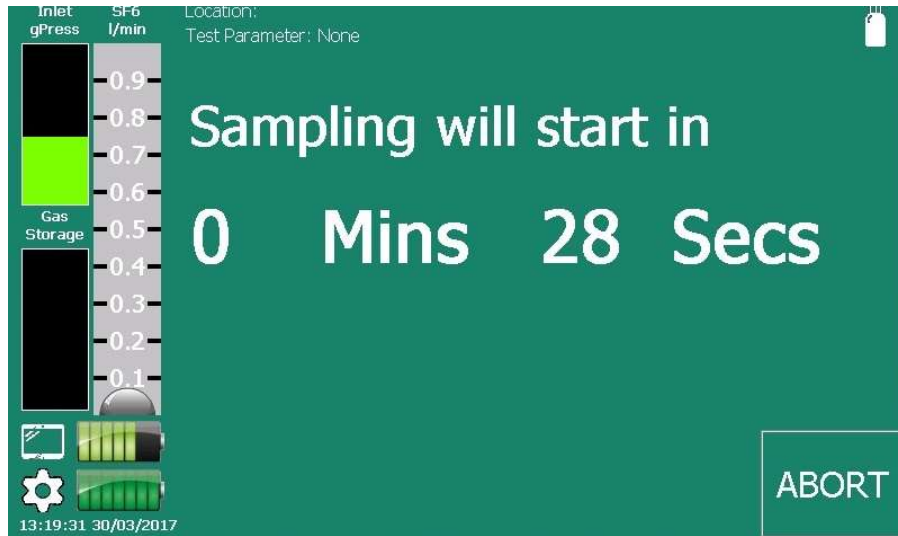 Inlet gPress
SF6 l/min
Location:
Test Parameter: None
0.9
0.8
0.7
0.6
0.5
0.4
0.3
0.2
0.1
Gas Storage
Sampling will start in
0 Mins 28 Secs
ABORT
13:19:31 30/03/2017